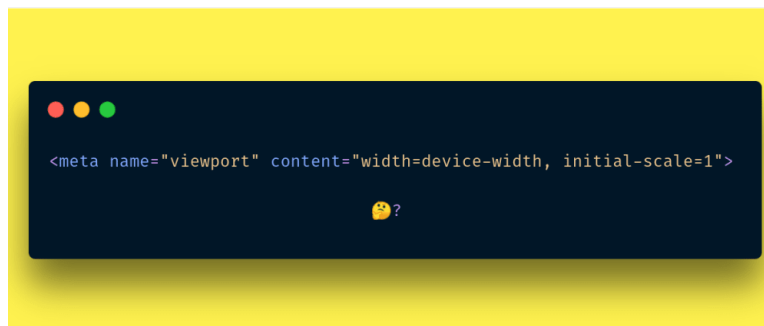 <meta name="viewport" content="width=device-width, initial-scale=1">
🤔?